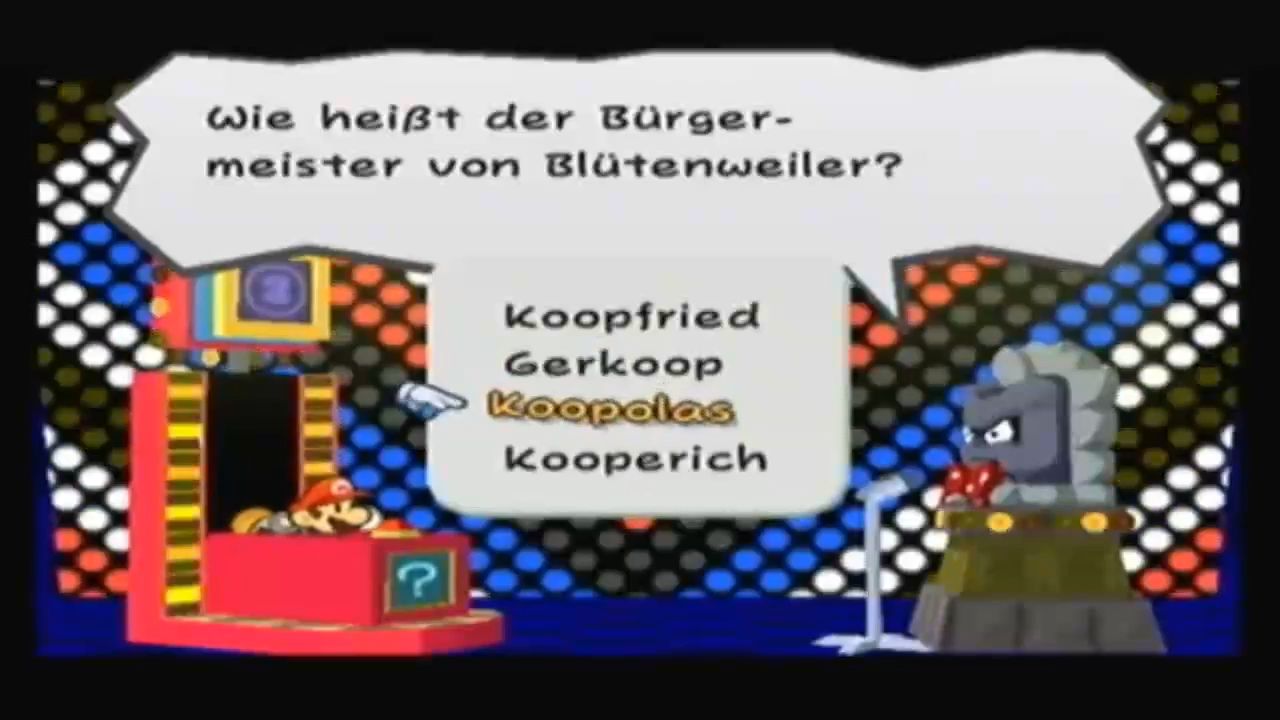 Wie heißt der Bürger-
meister von Blütenweiler?
Koopfried
Gerkoop
Koopolas
Kooperich
?